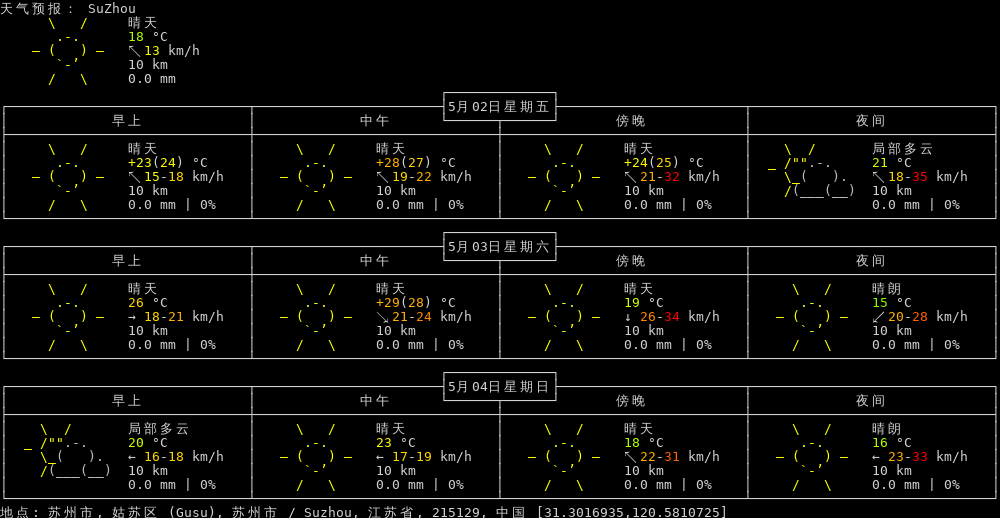 天气预报: SuZhou
晴天
18 °C
↖ 13 km/h
10 km
0.0 mm
5月02日星期五
早上 中午 傍晚 夜间
晴天 晴天 晴天 局部多云
+23(24) °C +28(27) °C +24(25) °C 21 °C
↖ 15-18 km/h ↖ 19-22 km/h ↖ 21-32 km/h ↖ 18-35 km/h
10 km 10 km 10 km 10 km
0.0 mm | 0% 0.0 mm | 0% 0.0 mm | 0% 0.0 mm | 0%
5月03日星期六
早上 中午 傍晚 夜间
晴天 晴天 晴天 晴朗
26 °C +29(28) °C 19 °C 15 °C
→ 18-21 km/h ↘ 21-24 km/h ↓ 26-34 km/h ↙ 20-28 km/h
10 km 10 km 10 km 10 km
0.0 mm | 0% 0.0 mm | 0% 0.0 mm | 0% 0.0 mm | 0%
5月04日星期日
早上 中午 傍晚 夜间
局部多云 晴天 晴天 晴朗
20 °C 23 °C 18 °C 16 °C
← 16-18 km/h ← 17-19 km/h ↖ 22-31 km/h ← 23-33 km/h
10 km 10 km 10 km 10 km
0.0 mm | 0% 0.0 mm | 0% 0.0 mm | 0% 0.0 mm | 0%
地点: 苏州市, 姑苏区 (Gusu), 苏州市 / Suzhou, 江苏省, 215129, 中国 [31.3016935,120.5810725]